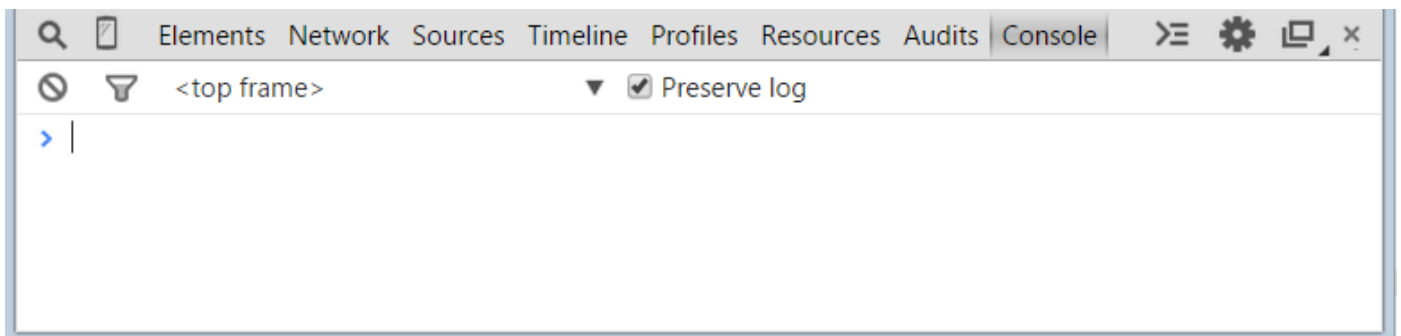 Elements Network Sources Timeline Profiles Resources Audits Console
<top frame> Preserve log